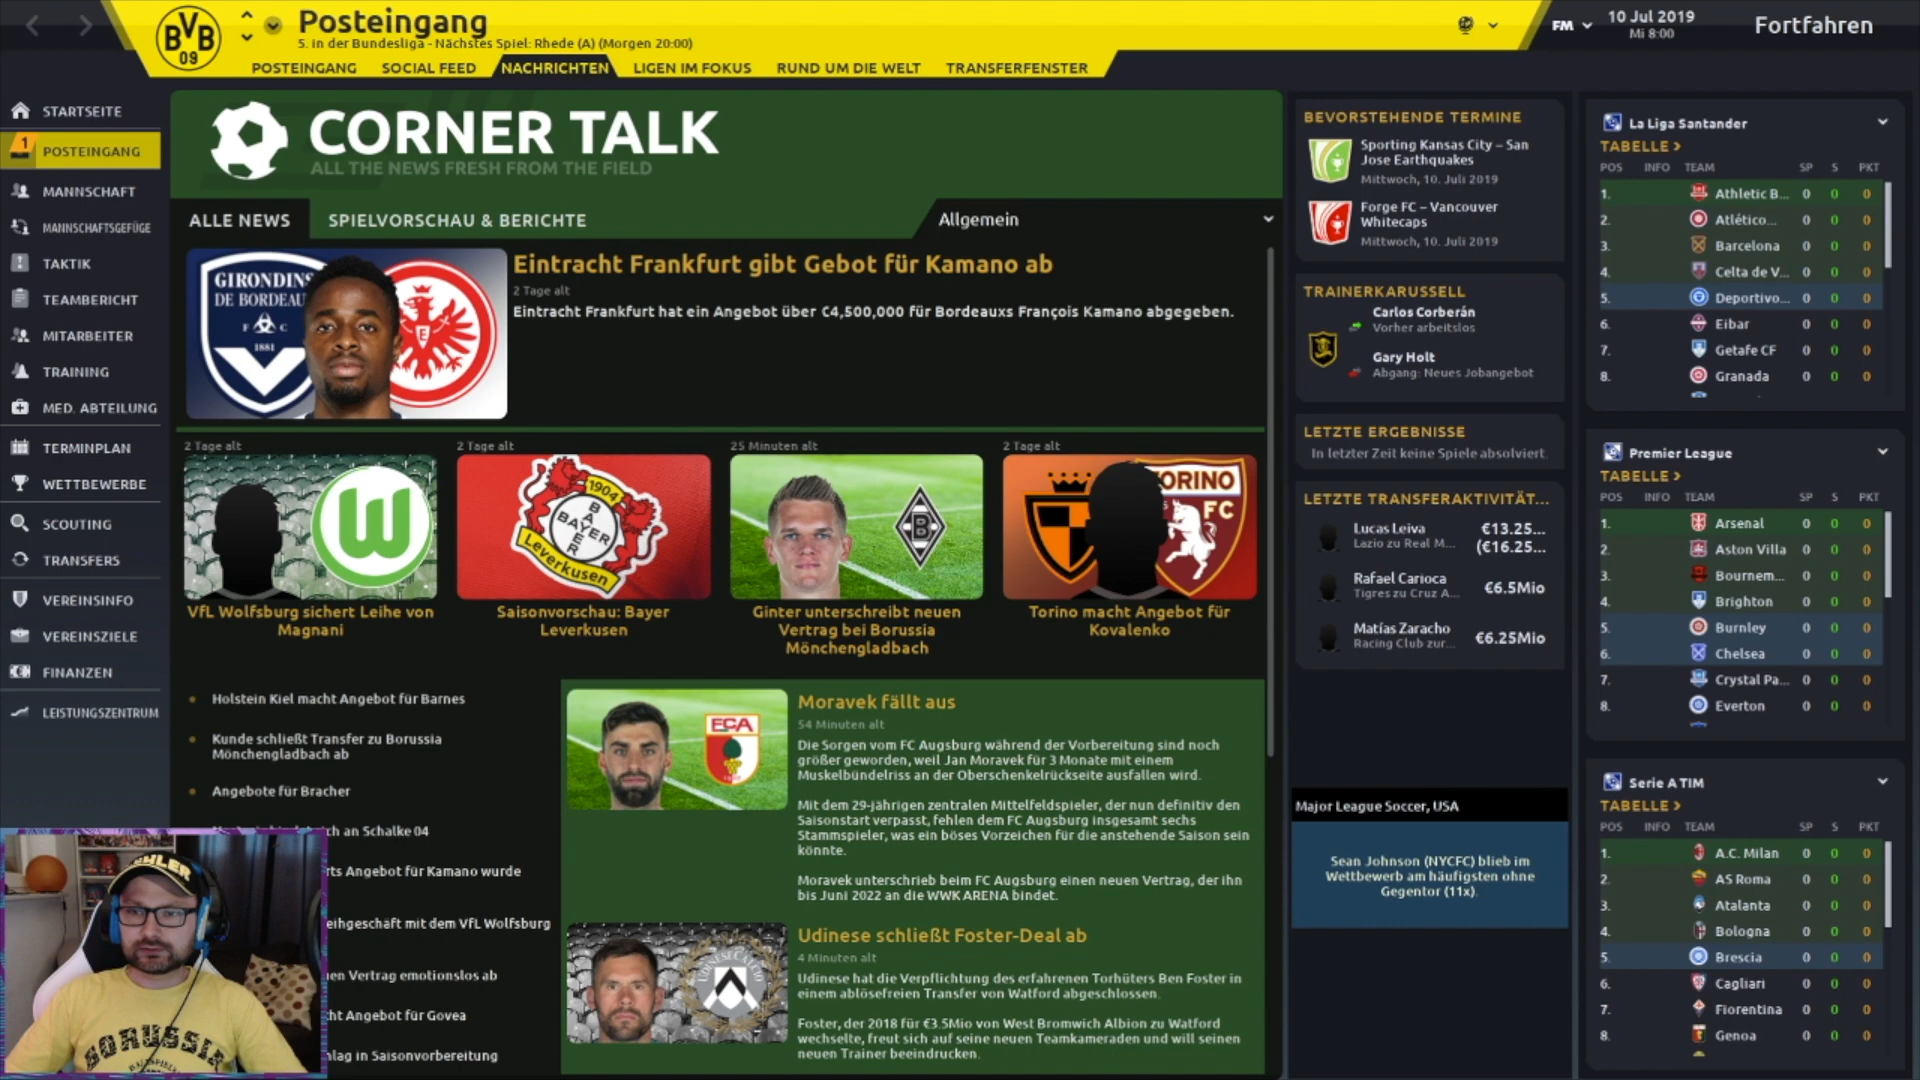 Posteingang
5. in der Bundesliga - Nächstes Spiel: Rhede (A) (Morgen 20:00)
FM
10 Jul 2019
Mi 8:00
Fortfahren
POSTEINGANG SOCIAL FEED NACHRICHTEN LIGEN IM FOKUS RUND UM DIE WELT TRANSFERFENSTER
BVB
09
STARTSEITE
1
POSTEINGANG
MANNSCHAFT
MANNSCHAFTSGEFÜGE
TAKTIK
TEAMBERICHT
MITARBEITER
TRAINING
MED. ABTEILUNG
TERMINPLAN
WETTBEWERBE
SCOUTING
TRANSFERS
VEREINSINFO
VEREINSZIELE
FINANZEN
LEISTUNGSZENTRUM
CORNER TALK
ALL THE NEWS FRESH FROM THE FIELD
ALLE NEWS SPIELVORSCHAU & BERICHTE Allgemein
GIRONDINS
DE BORDEAU
F C
1881
Eintracht Frankfurt gibt Gebot für Kamano ab
2 Tage alt
Eintracht Frankfurt hat ein Angebot über €4,500,000 für Bordeauxs François Kamano abgegeben.
2 Tage alt
W
VfL Wolfsburg sichert Leihe von
Magnani
2 Tage alt
1904
BAYER
BAYER
Leverkusen
Saisonvorschau: Bayer
Leverkusen
25 Minuten alt
Ginter unterschreibt neuen
Vertrag bei Borussia
Mönchengladbach
2 Tage alt
TORINO
FC
Torino macht Angebot für
Kovalenko
Holstein Kiel macht Angebot für Barnes
Kunde schließt Transfer zu Borussia
Mönchengladbach ab
Angebote für Bracher
ch an Schalke 04
rts Angebot für Kamano wurde
eihgeschäft mit dem VfL Wolfsburg
en Vertrag emotionslos ab
ht Angebot für Govea
lag in Saisonvorbereitung
BORUSSIA
FCA
Moravek fällt aus
54 Minuten alt
Die Sorgen vom FC Augsburg während der Vorbereitung sind noch
größer geworden, weil Jan Moravek für 3 Monate mit einem
Muskelbündelriss an der Oberschenkelrückseite ausfallen wird.
Mit dem 29-jährigen zentralen Mittelfeldspieler, der nun definitiv den
Saisonstart verpasst, fehlen dem FC Augsburg insgesamt sechs
Stammspieler, was ein böses Vorzeichen für die anstehende Saison sein
könnte.
Moravek unterschrieb beim FC Augsburg einen neuen Vertrag, der ihn
bis Juni 2022 an die WWK ARENA bindet.
Udinese schließt Foster-Deal ab
4 Minuten alt
Udinese hat die Verpflichtung des erfahrenen Torhüters Ben Foster in
einem ablösefreien Transfer von Watford abgeschlossen.
Foster, der 2018 für €3.5Mio von West Bromwich Albion zu Watford
wechselte, freut sich auf seine neuen Teamkameraden und will seinen
neuen Trainer beeindrucken.
BEVORSTEHENDE TERMINE
Sporting Kansas City – San
Jose Earthquakes
Mittwoch, 10. Juli 2019
Forge FC – Vancouver
Whitecaps
Mittwoch, 10. Juli 2019
TRAINERKARUSSELL
Carlos Corberán
Vorher arbeitslos
Gary Holt
Abgang: Neues Jobangebot
LETZTE ERGEBNISSE
In letzter Zeit keine Spiele absolviert.
LETZTE TRANSFERAKTIVITÄT...
Lucas Leiva €13.25...
Lazio zu Real M... (€16.25...
Rafael Carioca €6.5Mio
Tigres zu Cruz A...
Matías Zaracho €6.25Mio
Racing Club zur...
Major League Soccer, USA
Sean Johnson (NYCFC) blieb im
Wettbewerb am häufigsten ohne
Gegentor (11x).
La Liga Santander
TABELLE >
POS INFO TEAM SP S PKT
1. Athletic B... 0 0 0
2. Atlético... 0 0 0
3. Barcelona 0 0 0
4. Celta de V... 0 0 0
5. Deportivo... 0 0 0
6. Eibar 0 0 0
7. Getafe CF 0 0 0
8. Granada 0 0 0
Premier League
TABELLE >
POS INFO TEAM SP S PKT
1. Arsenal 0 0 0
2. Aston Villa 0 0 0
3. Bournem... 0 0 0
4. Brighton 0 0 0
5. Burnley 0 0 0
6. Chelsea 0 0 0
7. Crystal Pa... 0 0 0
8. Everton 0 0 0
Serie A TIM
TABELLE >
POS INFO TEAM SP S PKT
1. A.C. Milan 0 0 0
2. AS Roma 0 0 0
3. Atalanta 0 0 0
4. Bologna 0 0 0
5. Brescia 0 0 0
6. Cagliari 0 0 0
7. Fiorentina 0 0 0
8. Genoa 0 0 0